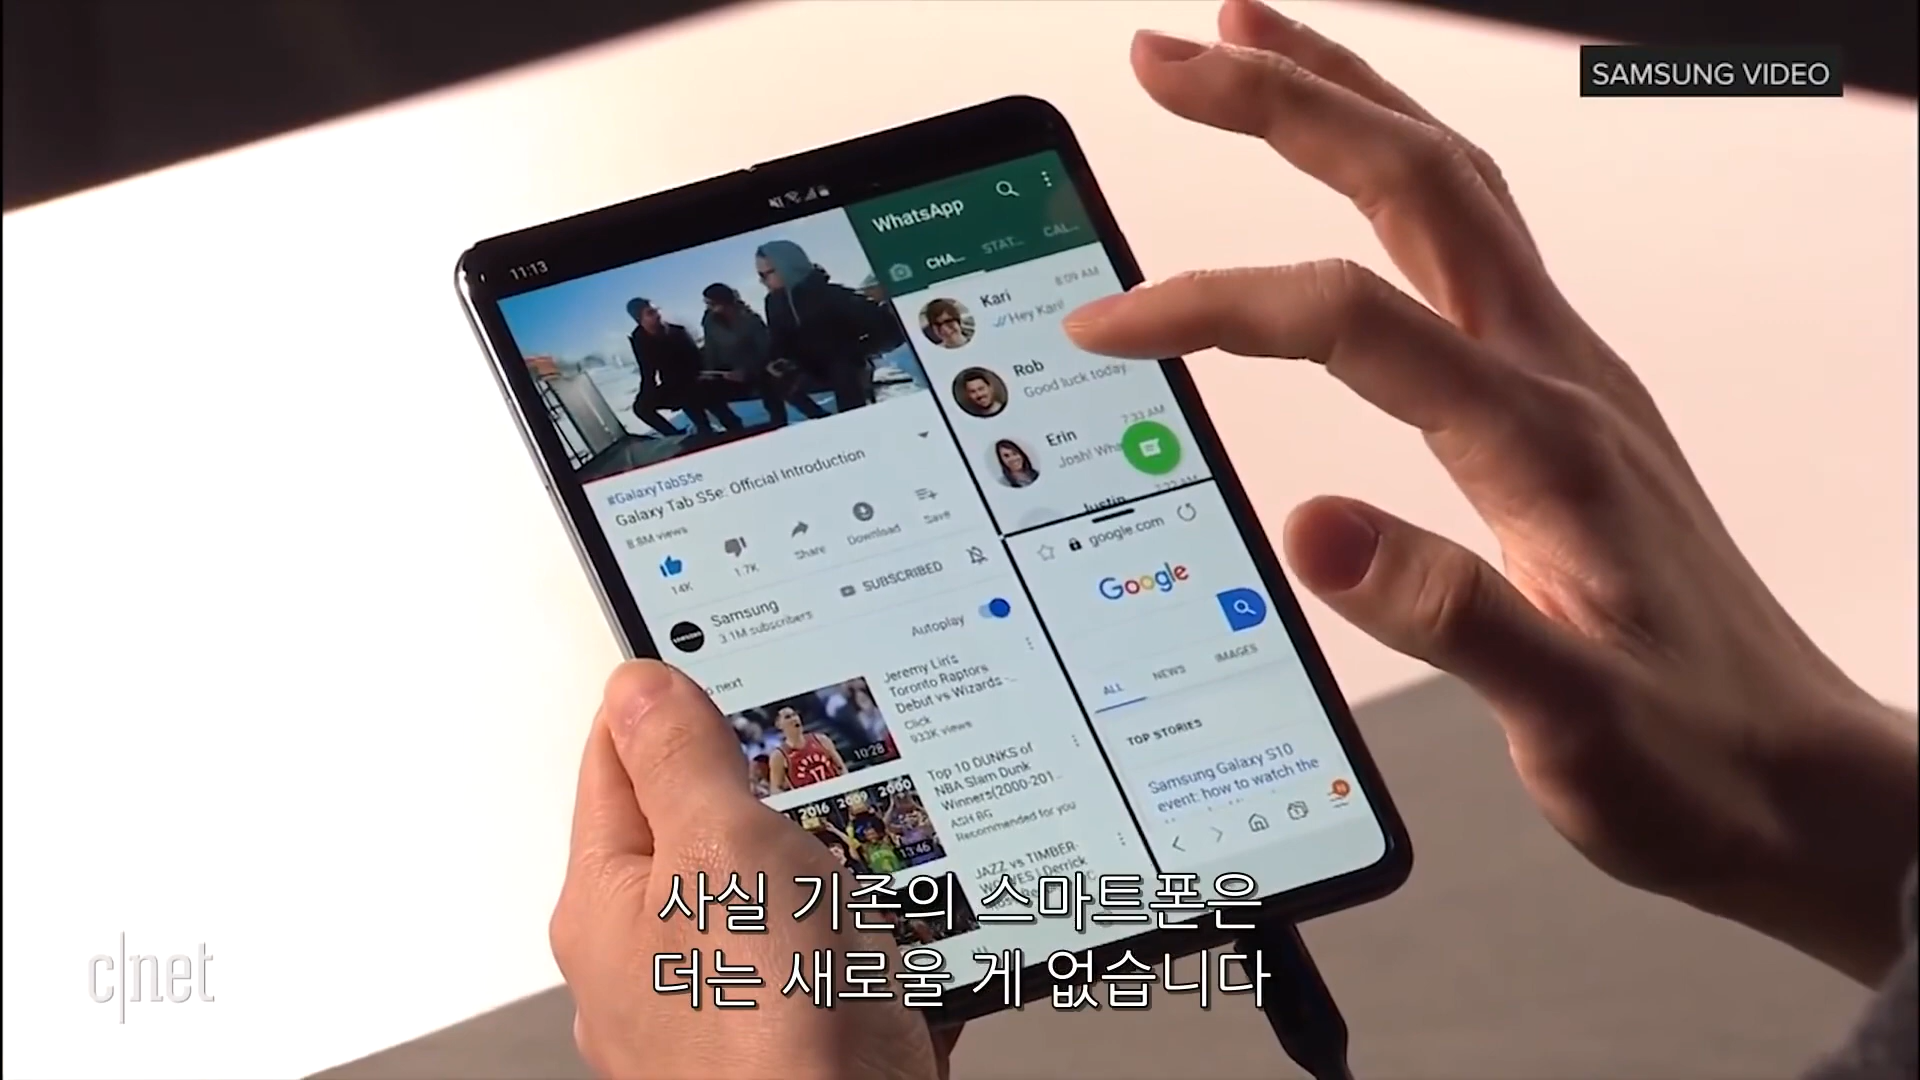 SAMSUNG VIDEO
11:13
WhatsApp
CHA...
STAT...
CAL...
Kari
8:09 AM
Hey Kari!
Rob
Good luck today
Erin
7:33 AM
Josh! Wha
Justin
#GalaxyTabS5e
Galaxy Tab S5e: Official Introduction
8.8M views
14K
1.7K
Share
Download
Save
Samsung
3.1M subscribers
SUBSCRIBED
Autoplay
next
Jeremy Lin's
Toronto Raptors
Debut vs Wizards -...
Click
933K views
10:28
Top 10 DUNKS of
NBA Slam Dunk
Winners(2000-201...
ASH BG
Recommended for you
2016 2009 2000
13:46
JAZZ vs TIMBER-
google.com
Google
ALL
NEWS
IMAGES
TOP STORIES
Samsung Galaxy S10
event: how to watch the
사실 기존의 스마트폰은
더는 새로울 게 없습니다
c|net